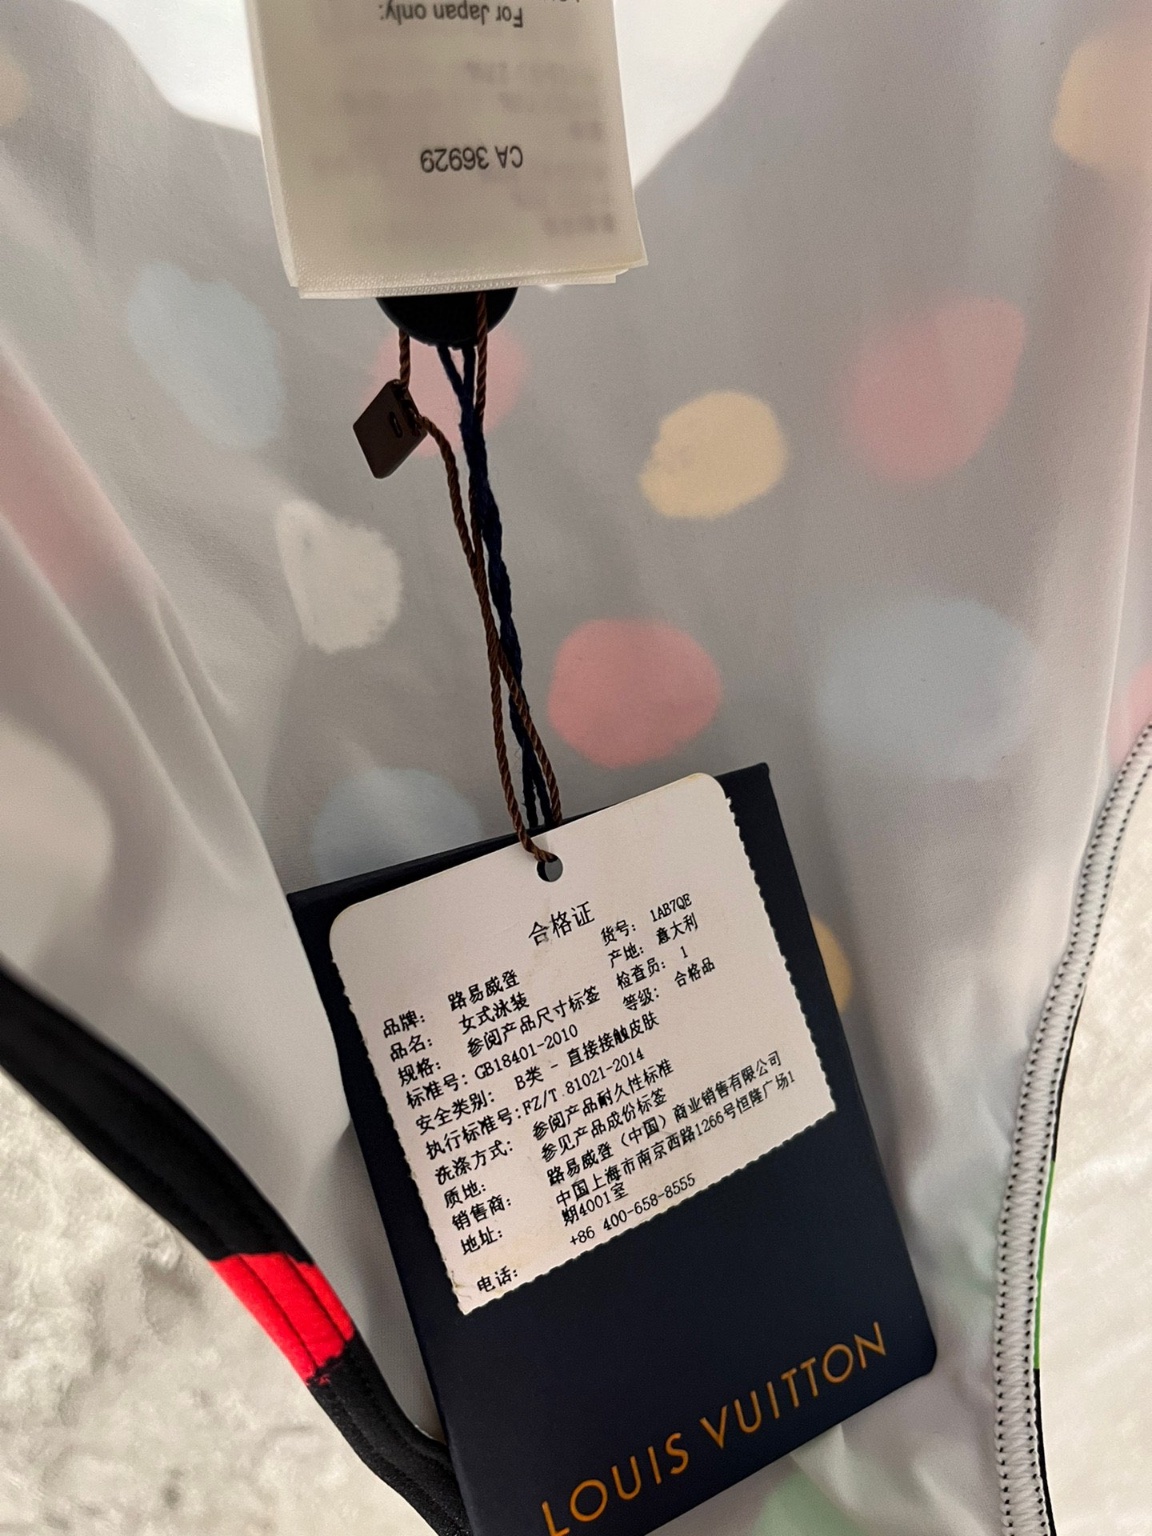 For Japan only:
CA 36929
合格证
货号: 1AB7QE
产地: 意大利
检查员: 1
等级: 合格品
品牌: 路易威登
品名: 女式泳装
规格: 参阅产品尺寸标签
标准号: GB18401-2010
安全类别: B类 - 直接接触皮肤
执行标准号: FZ/T 81021-2014
洗涤方式: 参阅产品耐久性标准
质地: 参见产品成份标签
销售商: 路易威登（中国）商业销售有限公司
地址: 中国上海市南京西路1266号恒隆广场1
期4001室
电话: +86 400-658-8555
LOUIS VUITTON